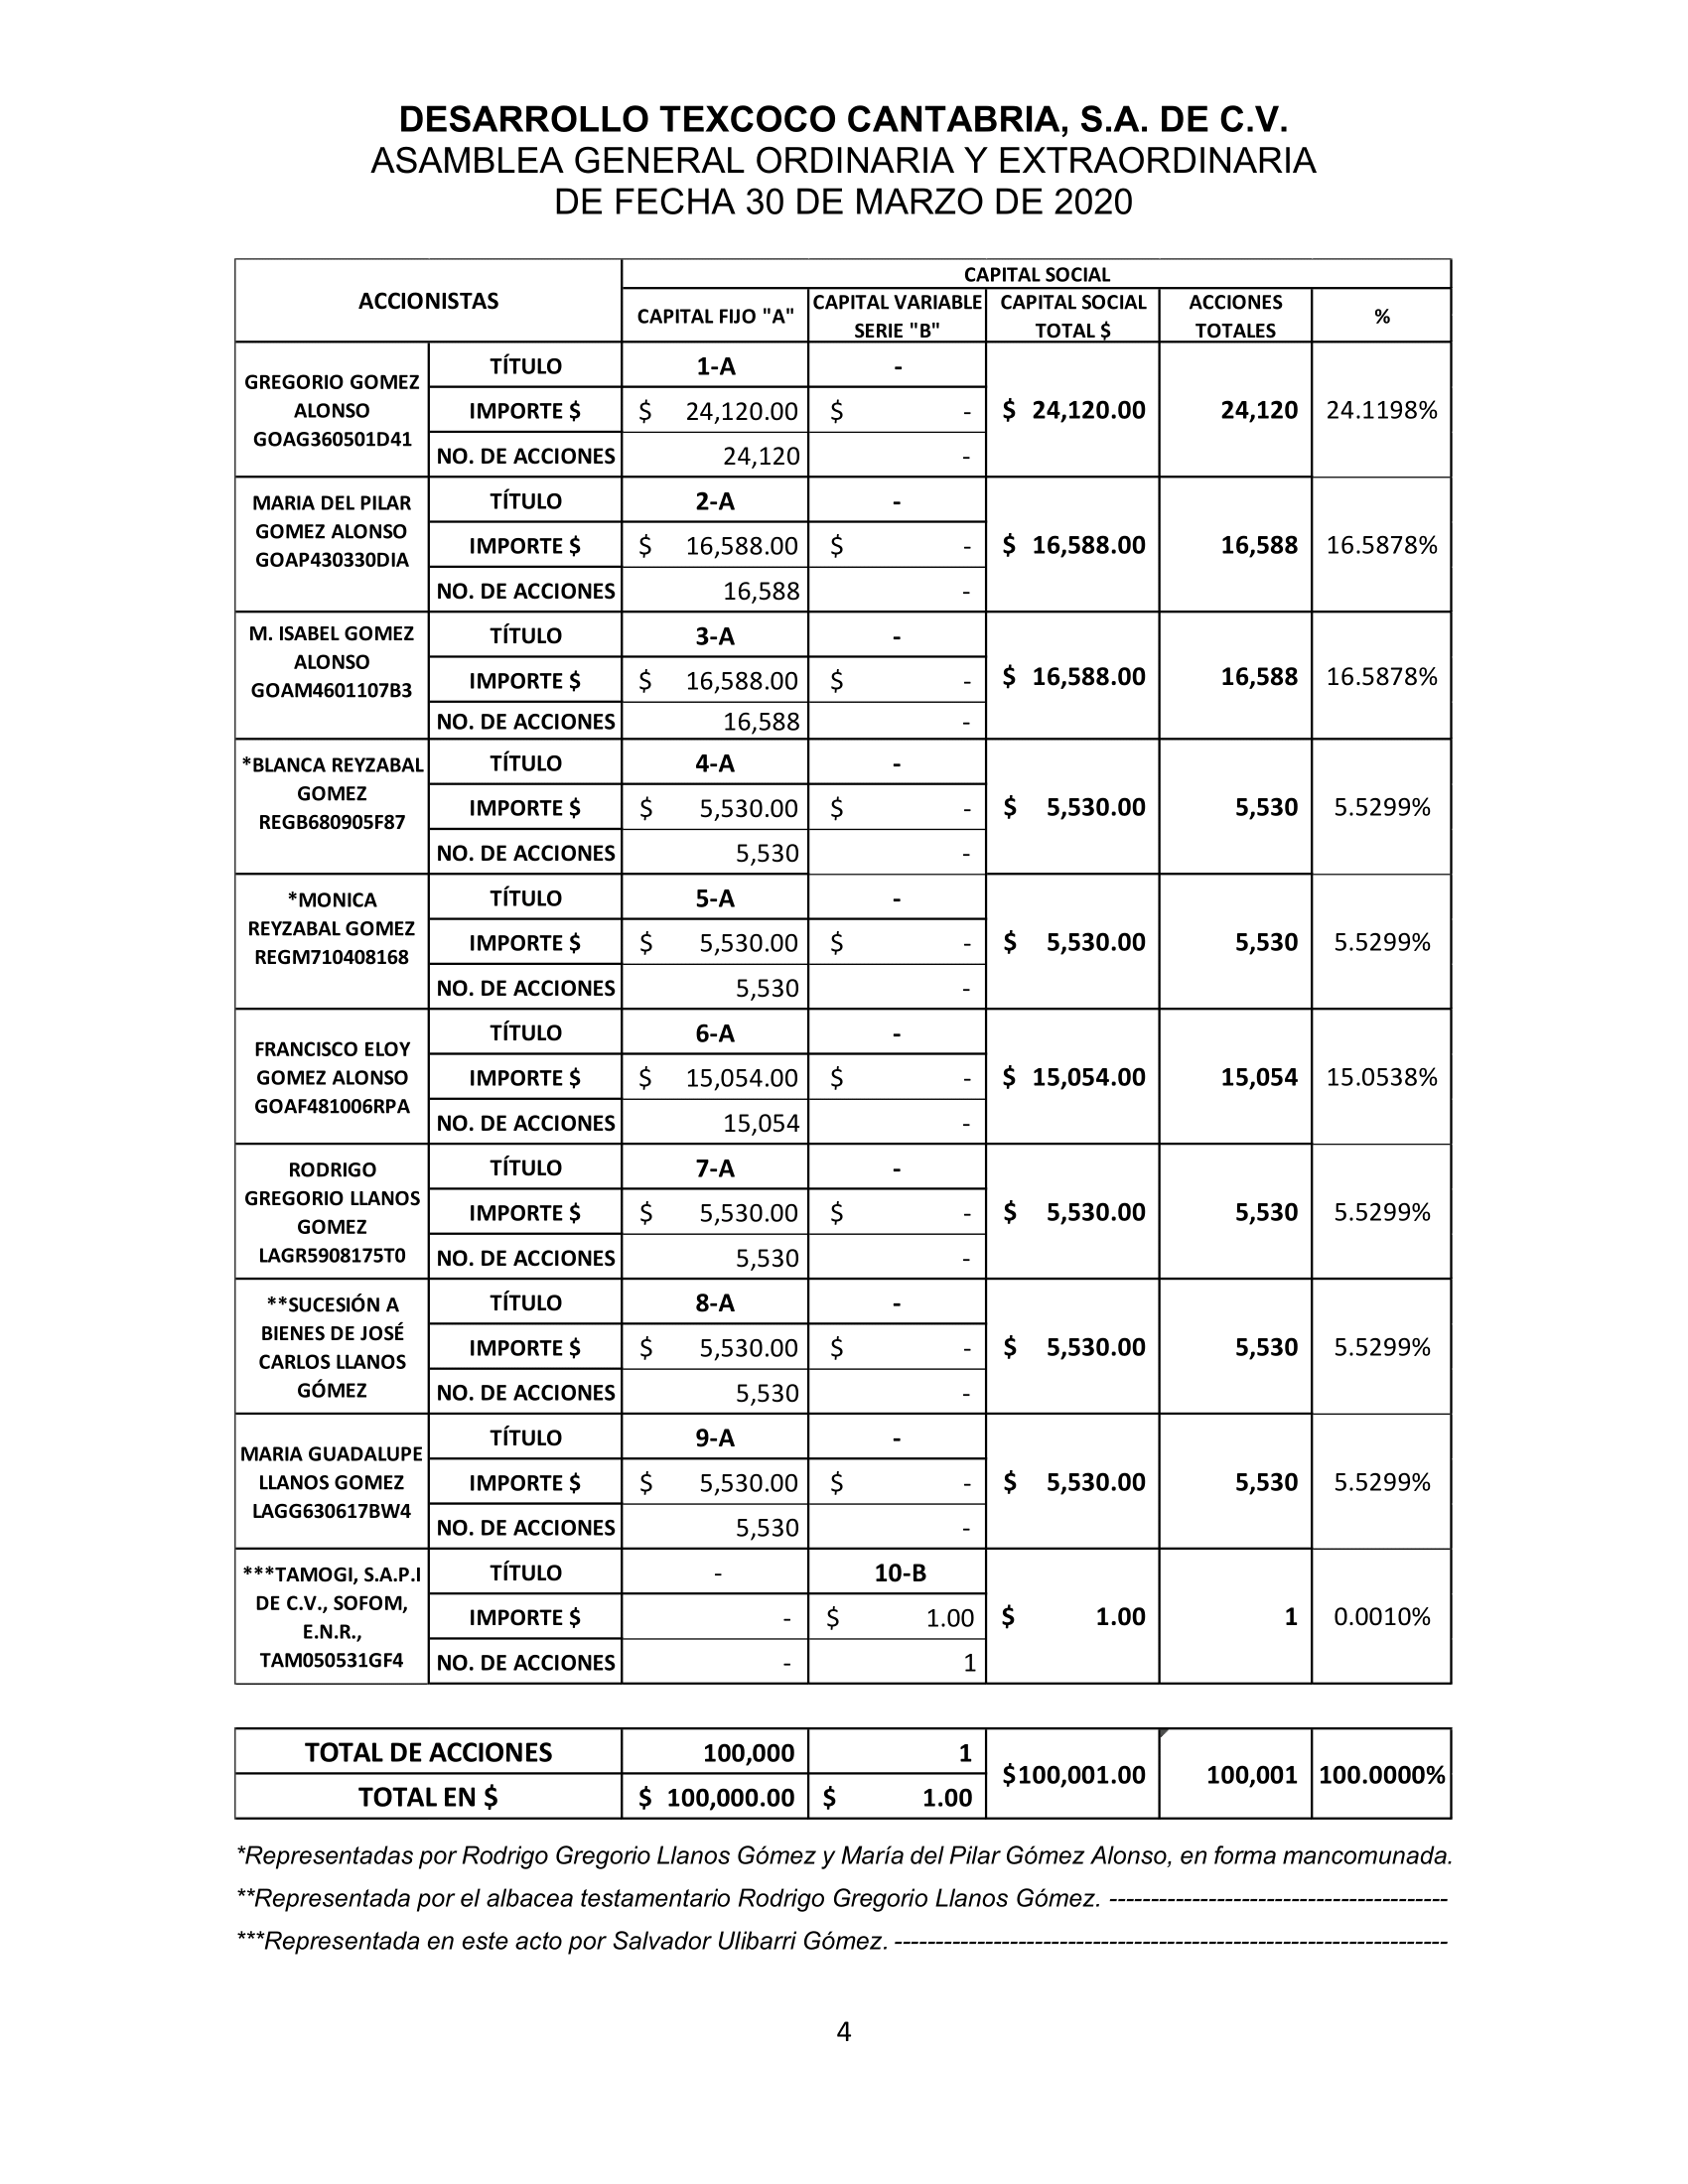 DESARROLLO TEXCOCO CANTABRIA, S.A. DE C.V.
ASAMBLEA GENERAL ORDINARIA Y EXTRAORDINARIA
DE FECHA 30 DE MARZO DE 2020
ACCIONISTAS
CAPITAL SOCIAL
CAPITAL FIJO "A"
CAPITAL VARIABLE
SERIE "B"
CAPITAL SOCIAL
TOTAL $
ACCIONES
TOTALES
%
GREGORIO GOMEZ
ALONSO
GOAG360501D41
TÍTULO 1-A -
IMPORTE $ $ 24,120.00 $ -
NO. DE ACCIONES 24,120 -
$ 24,120.00 24,120 24.1198%
MARIA DEL PILAR
GOMEZ ALONSO
GOAP430330DIA
TÍTULO 2-A -
IMPORTE $ $ 16,588.00 $ -
NO. DE ACCIONES 16,588 -
$ 16,588.00 16,588 16.5878%
M. ISABEL GOMEZ
ALONSO
GOAM4601107B3
TÍTULO 3-A -
IMPORTE $ $ 16,588.00 $ -
NO. DE ACCIONES 16,588 -
$ 16,588.00 16,588 16.5878%
*BLANCA REYZABAL
GOMEZ
REGB680905F87
TÍTULO 4-A -
IMPORTE $ $ 5,530.00 $ -
NO. DE ACCIONES 5,530 -
$ 5,530.00 5,530 5.5299%
*MONICA
REYZABAL GOMEZ
REGM710408168
TÍTULO 5-A -
IMPORTE $ $ 5,530.00 $ -
NO. DE ACCIONES 5,530 -
$ 5,530.00 5,530 5.5299%
FRANCISCO ELOY
GOMEZ ALONSO
GOAF481006RPA
TÍTULO 6-A -
IMPORTE $ $ 15,054.00 $ -
NO. DE ACCIONES 15,054 -
$ 15,054.00 15,054 15.0538%
RODRIGO
GREGORIO LLANOS
GOMEZ
LAGR5908175T0
TÍTULO 7-A -
IMPORTE $ $ 5,530.00 $ -
NO. DE ACCIONES 5,530 -
$ 5,530.00 5,530 5.5299%
**SUCESIÓN A
BIENES DE JOSÉ
CARLOS LLANOS
GÓMEZ
TÍTULO 8-A -
IMPORTE $ $ 5,530.00 $ -
NO. DE ACCIONES 5,530 -
$ 5,530.00 5,530 5.5299%
MARIA GUADALUPE
LLANOS GOMEZ
LAGG630617BW4
TÍTULO 9-A -
IMPORTE $ $ 5,530.00 $ -
NO. DE ACCIONES 5,530 -
$ 5,530.00 5,530 5.5299%
***TAMOGI, S.A.P.I
DE C.V., SOFOM,
E.N.R.,
TAM050531GF4
TÍTULO - 10-B
IMPORTE $ - $ 1.00
NO. DE ACCIONES - 1
$ 1.00 1 0.0010%
TOTAL DE ACCIONES 100,000 1
TOTAL EN $ $ 100,000.00 $ 1.00
$100,001.00 100,001 100.0000%
*Representadas por Rodrigo Gregorio Llanos Gómez y María del Pilar Gómez Alonso, en forma mancomunada.
**Representada por el albacea testamentario Rodrigo Gregorio Llanos Gómez. -----------------------------------------
***Representada en este acto por Salvador Ulibarri Gómez. -------------------------------------------------------------------
4